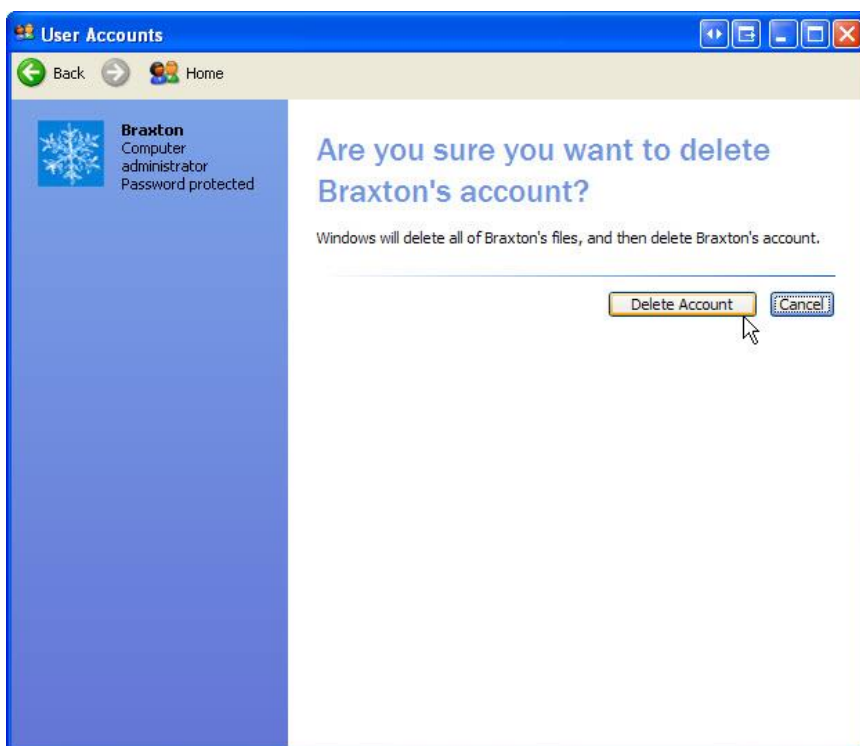 User Accounts
Back Home
Braxton
Computer
administrator
Password protected
Are you sure you want to delete
Braxton's account?
Windows will delete all of Braxton's files, and then delete Braxton's account.
Delete Account Cancel